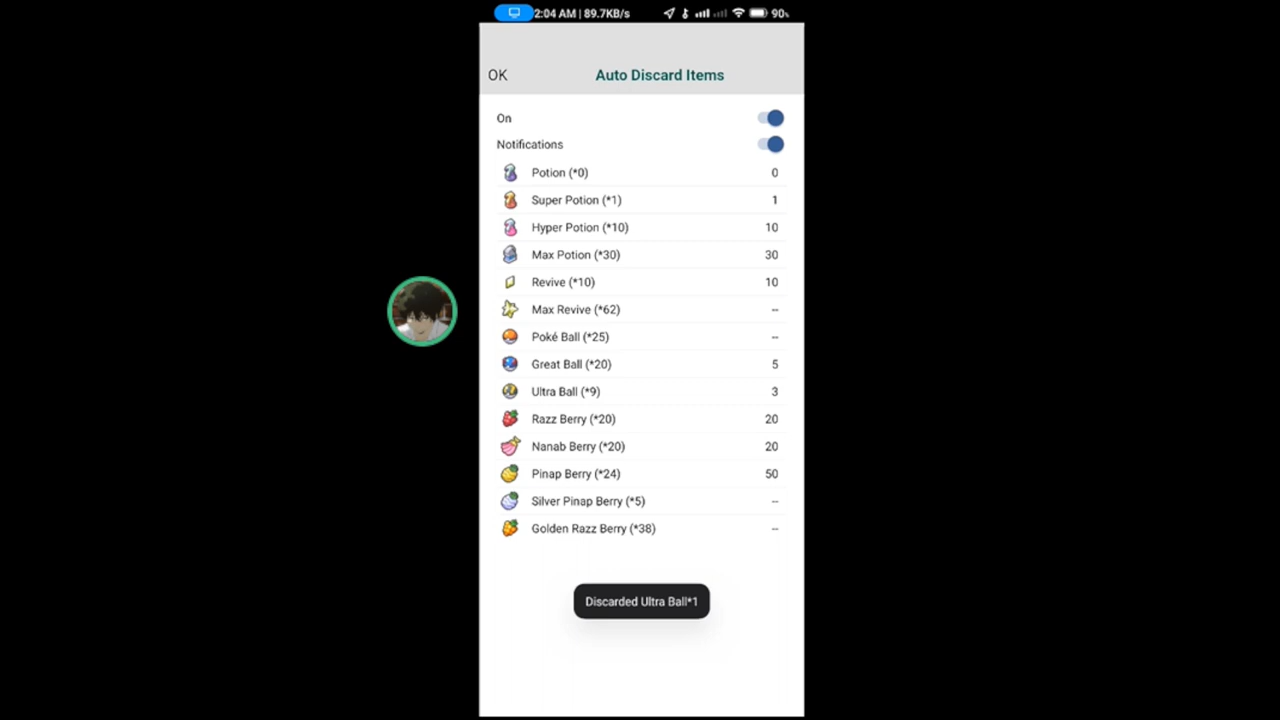 2:04 AM | 89.7KB/s 90%
OK Auto Discard Items
On
Notifications
Potion (*0) 0
Super Potion (*1) 1
Hyper Potion (*10) 10
Max Potion (*30) 30
Revive (*10) 10
Max Revive (*62) --
Poké Ball (*25) --
Great Ball (*20) 5
Ultra Ball (*9) 3
Razz Berry (*20) 20
Nanab Berry (*20) 20
Pinap Berry (*24) 50
Silver Pinap Berry (*5) --
Golden Razz Berry (*38) --
Discarded Ultra Ball*1